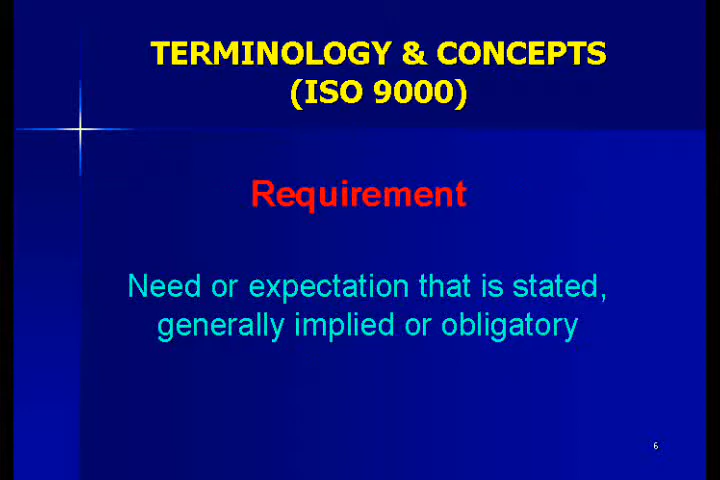 TERMINOLOGY & CONCEPTS
(ISO 9000)
Requirement
Need or expectation that is stated,
generally implied or obligatory
6